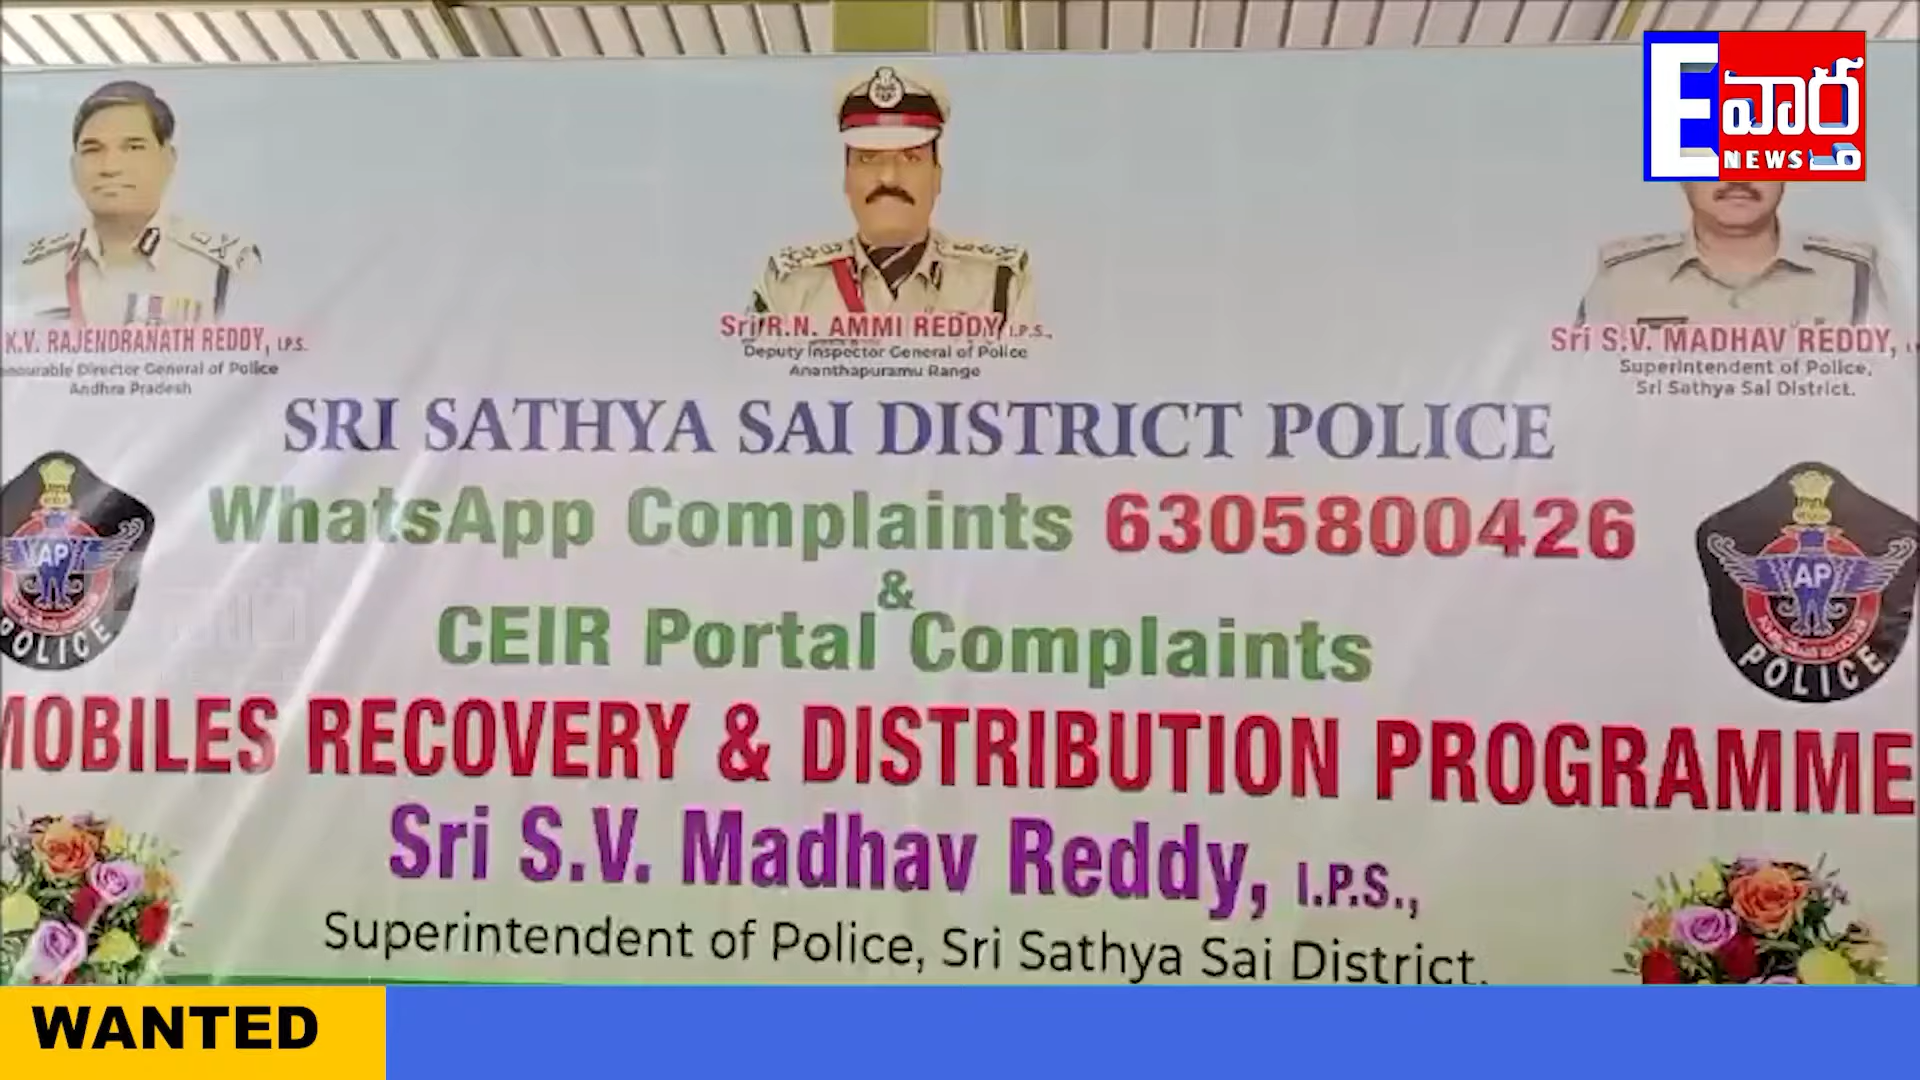 E వార్త
NEWS
K.V. RAJENDRANATH REDDY, I.P.S.
Director General of Police
Andhra Pradesh
Sri R.N. AMMI REDDY, I.P.S.,
Deputy Inspector General of Police
Ananthapuramu Range
Sri S.V. MADHAV REDDY,
Superintendent of Police,
Sri Sathya Sai District.
SRI SATHYA SAI DISTRICT POLICE
WhatsApp Complaints 6305800426
&
CEIR Portal Complaints
AP
POLICE
AP
POLICE
MOBILES RECOVERY & DISTRIBUTION PROGRAMME
Sri S.V. Madhav Reddy, I.P.S.,
Superintendent of Police, Sri Sathya Sai District.
WANTED